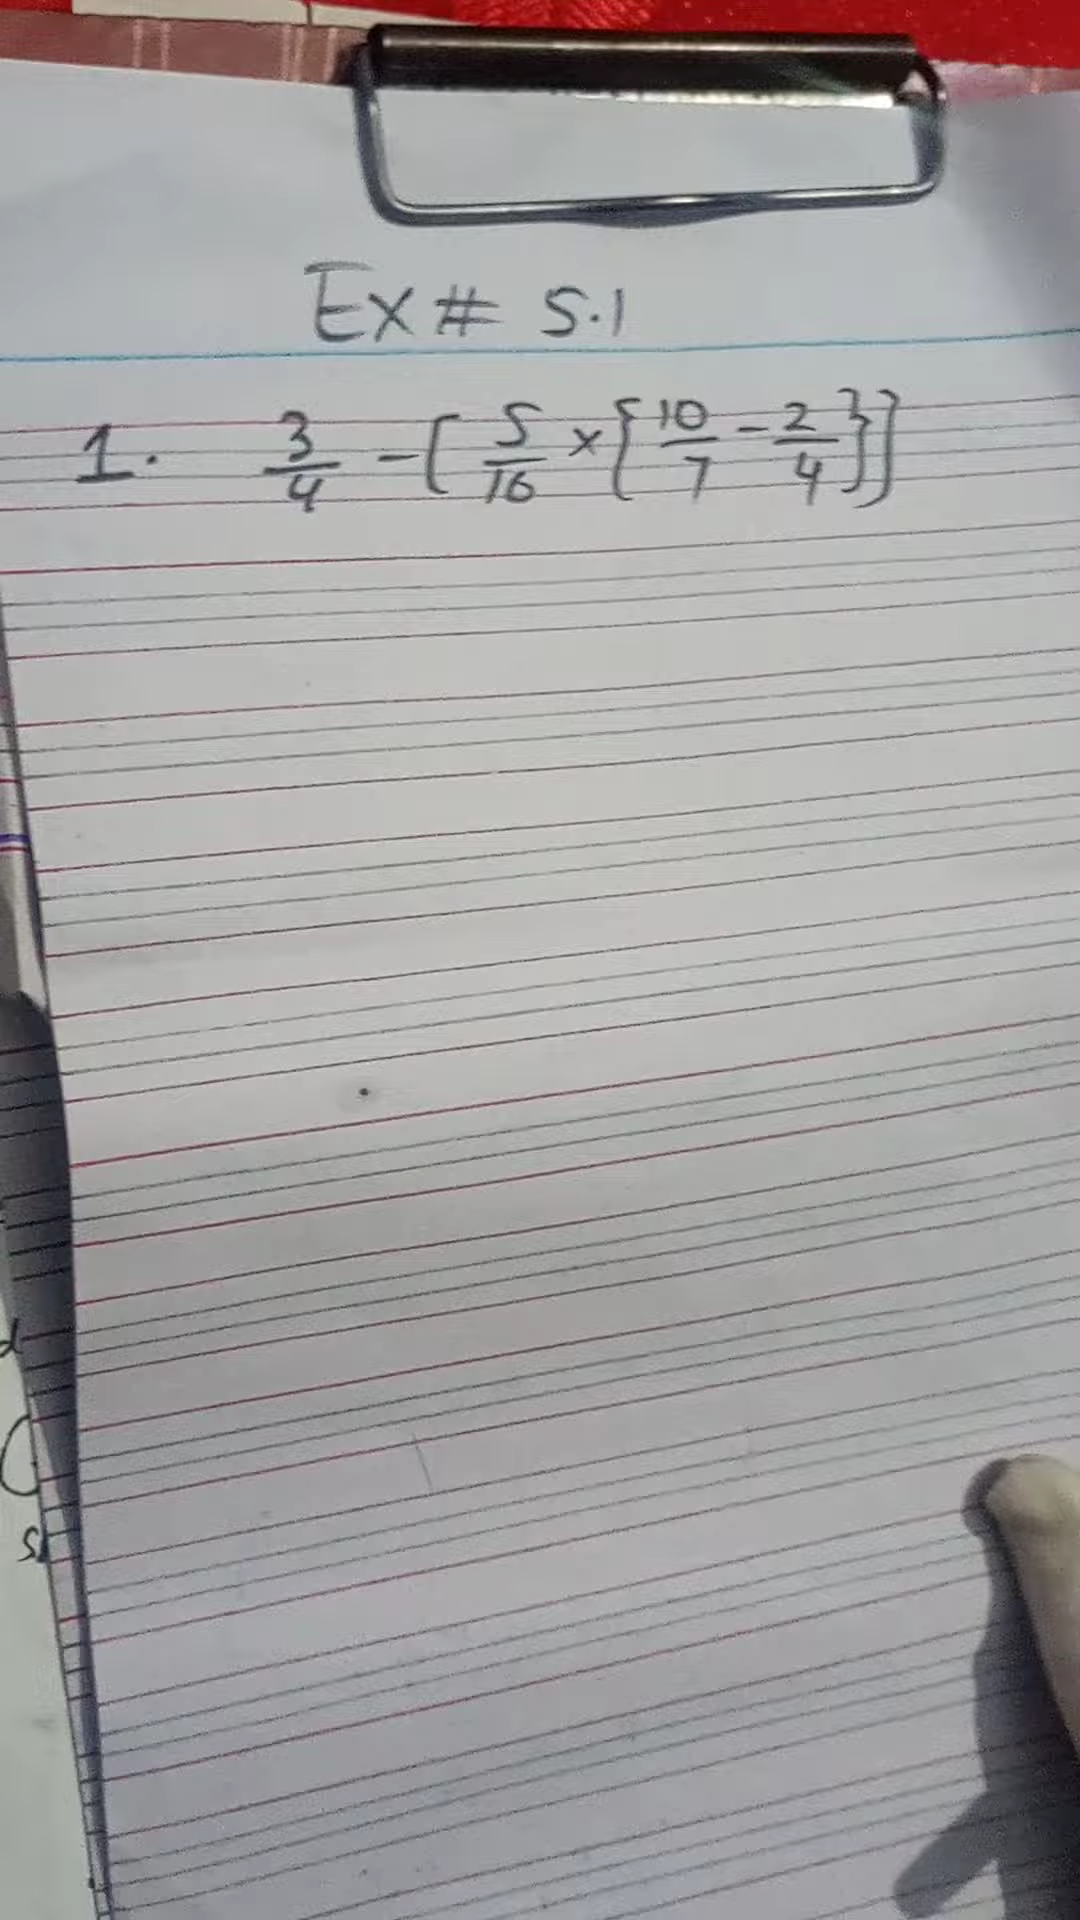 Ex # 5.1
1. 3/4 - [5/16 × {10/7 - 2/4}]
d
(
s